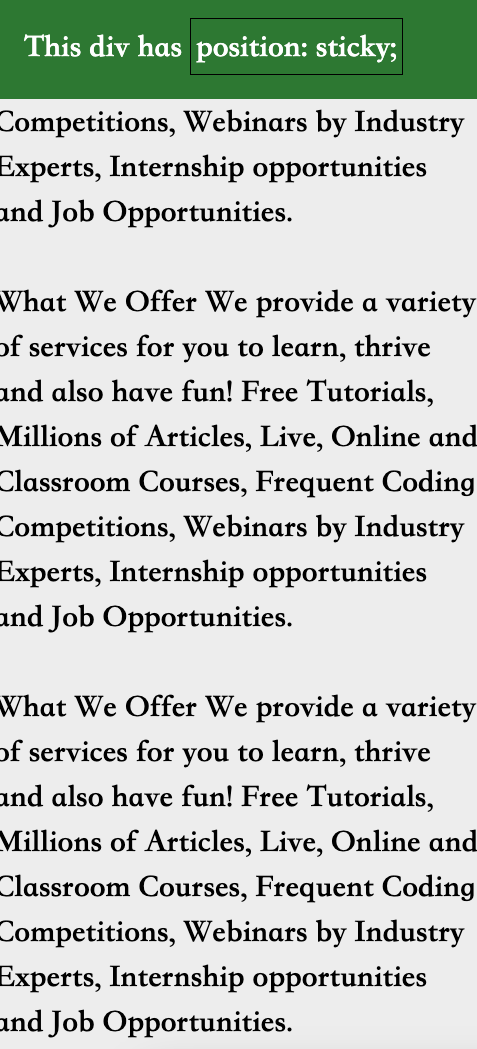 This div has position: sticky;
Competitions, Webinars by Industry
Experts, Internship opportunities
and Job Opportunities.
What We Offer We provide a variety
of services for you to learn, thrive
and also have fun! Free Tutorials,
Millions of Articles, Live, Online and
Classroom Courses, Frequent Coding
Competitions, Webinars by Industry
Experts, Internship opportunities
and Job Opportunities.
What We Offer We provide a variety
of services for you to learn, thrive
and also have fun! Free Tutorials,
Millions of Articles, Live, Online and
Classroom Courses, Frequent Coding
Competitions, Webinars by Industry
Experts, Internship opportunities
and Job Opportunities.